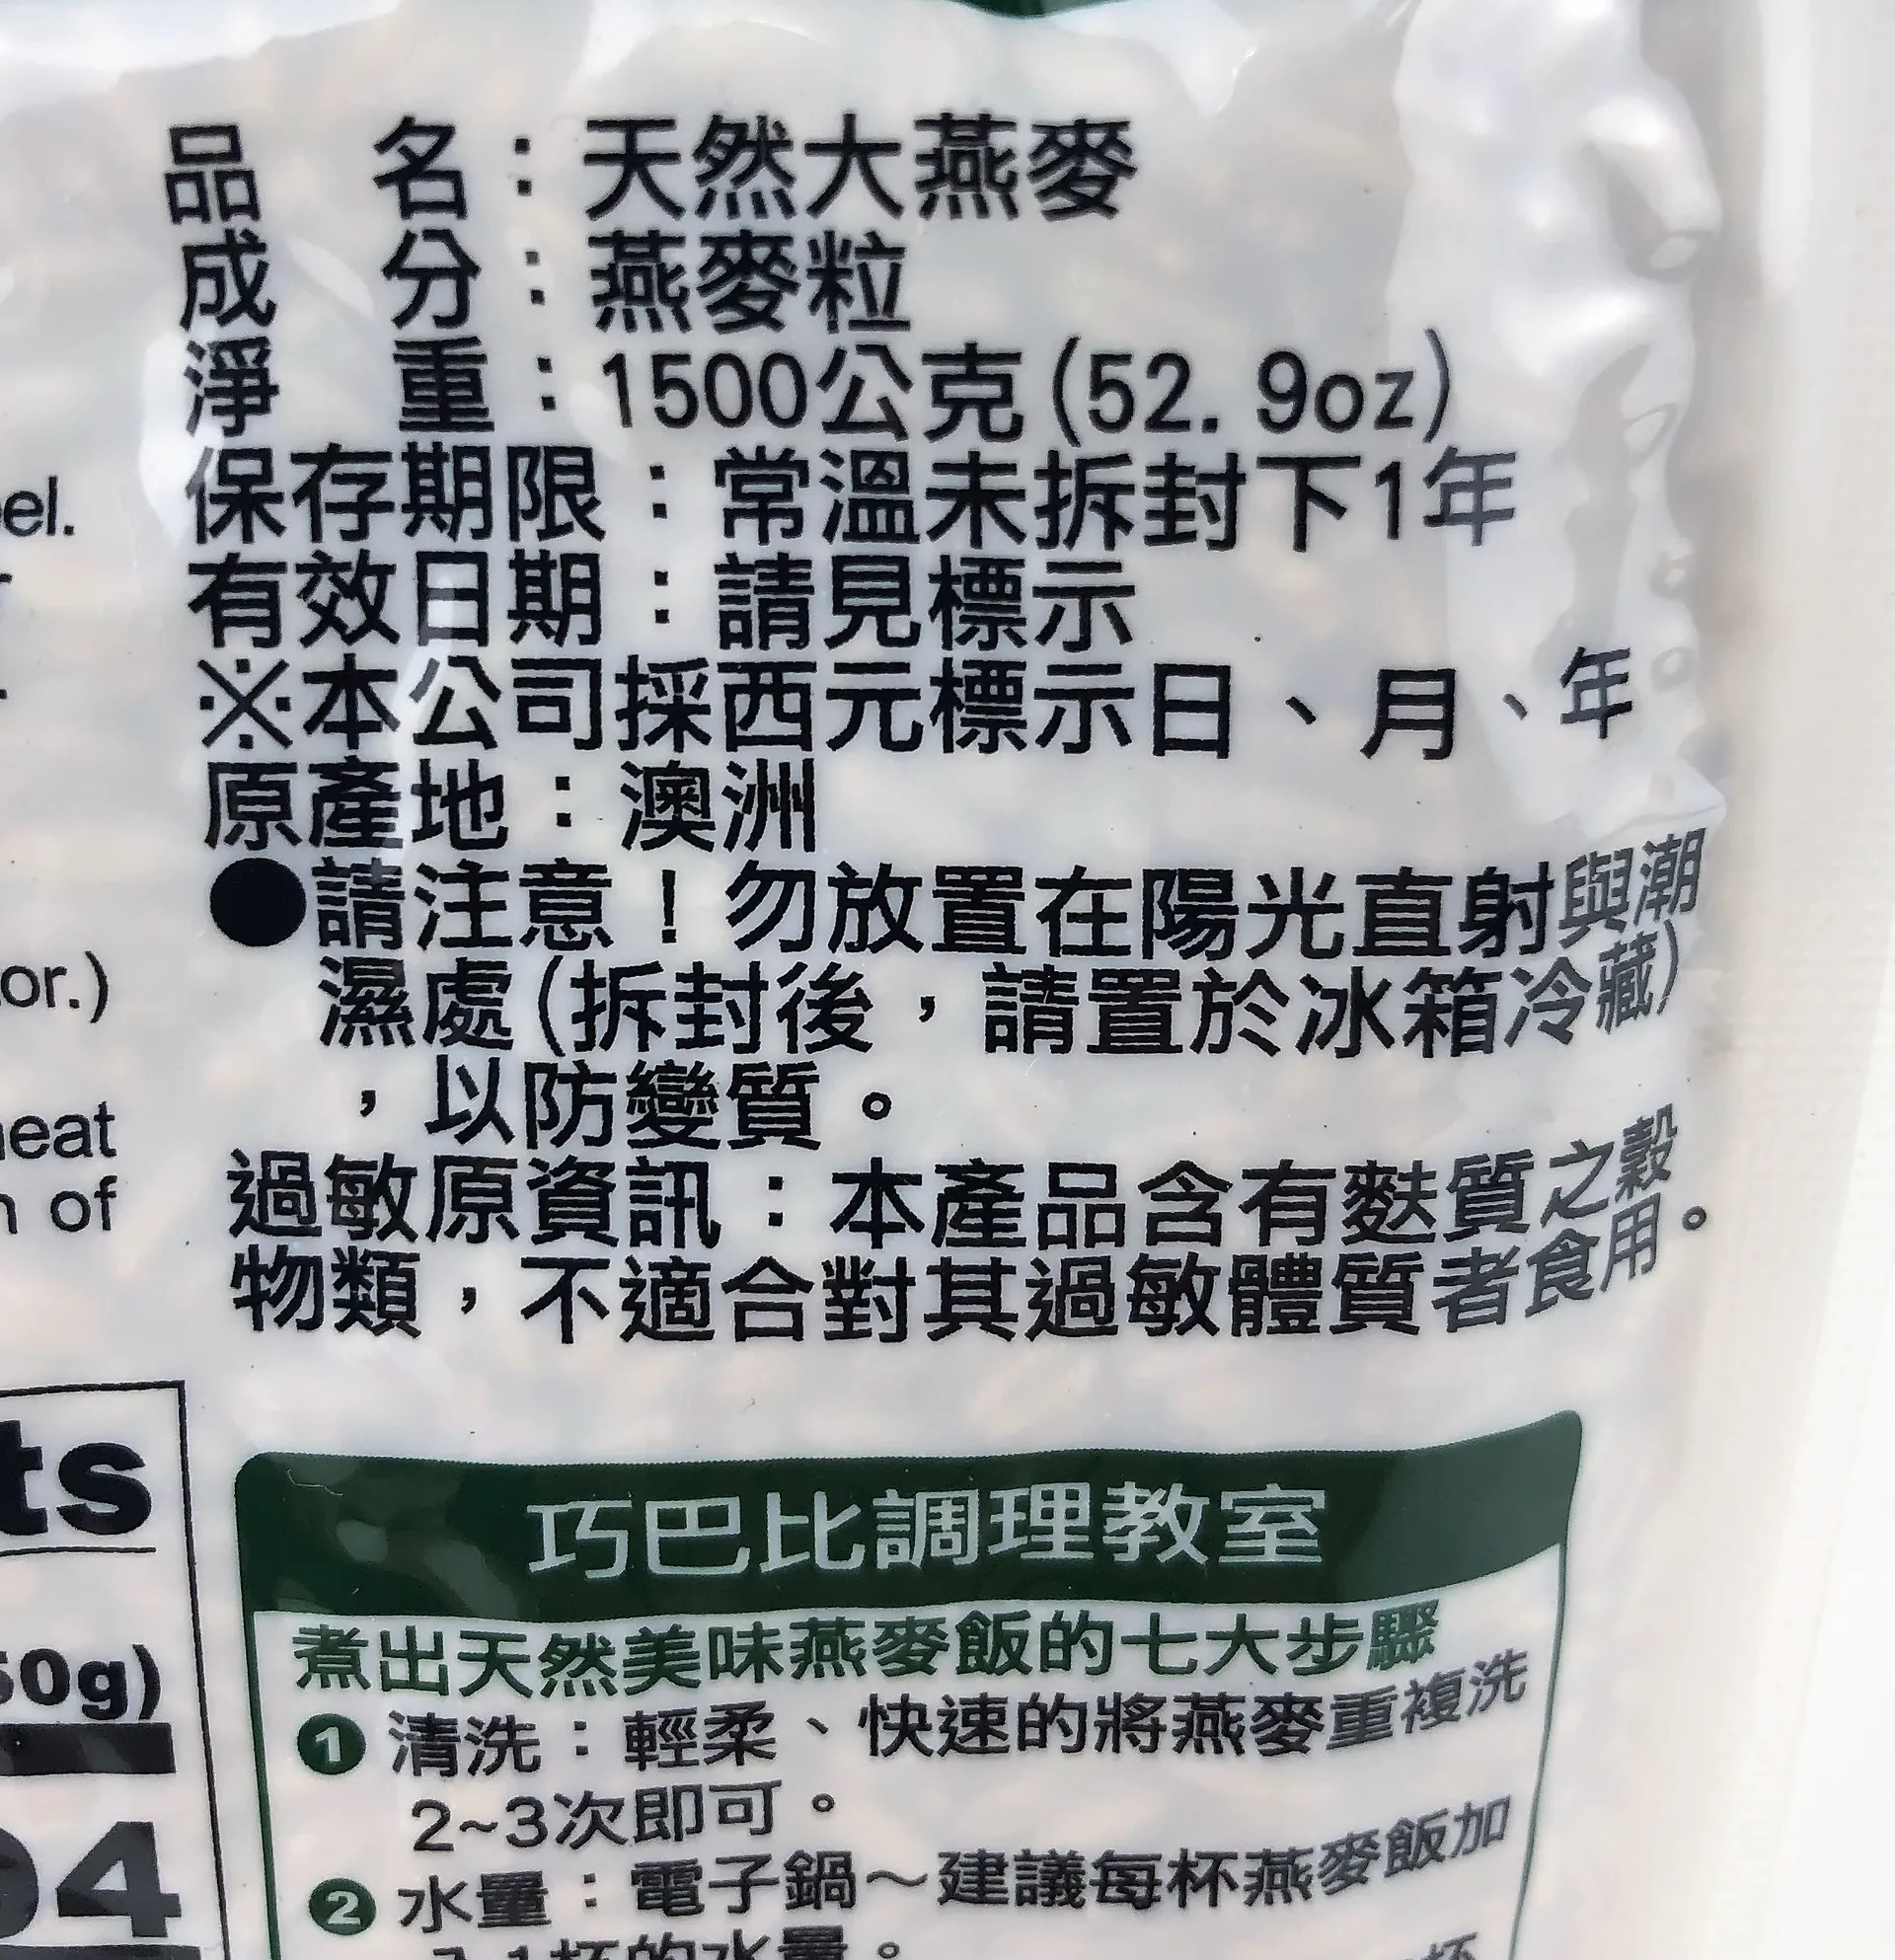 品　名：天然大燕麥
成　分：燕麥粒
淨　重：1500公克(52.9oz)
保存期限：常溫未拆封下1年
有效日期：請見標示
※本公司採西元標示日、月、年
原產地：澳洲
●請注意！勿放置在陽光直射與潮
濕處(拆封後，請置於冰箱冷藏)
，以防變質。
過敏原資訊：本產品含有麩質之穀
物類，不適合對其過敏體質者食用。
el.
or.)
eat
of
ts
50g)
94
巧巴比調理教室
煮出天然美味燕麥飯的七大步驟
1 清洗：輕柔、快速的將燕麥重複洗
2~3次即可。
2 水量：電子鍋～建議每杯燕麥飯加
入1杯的水量。